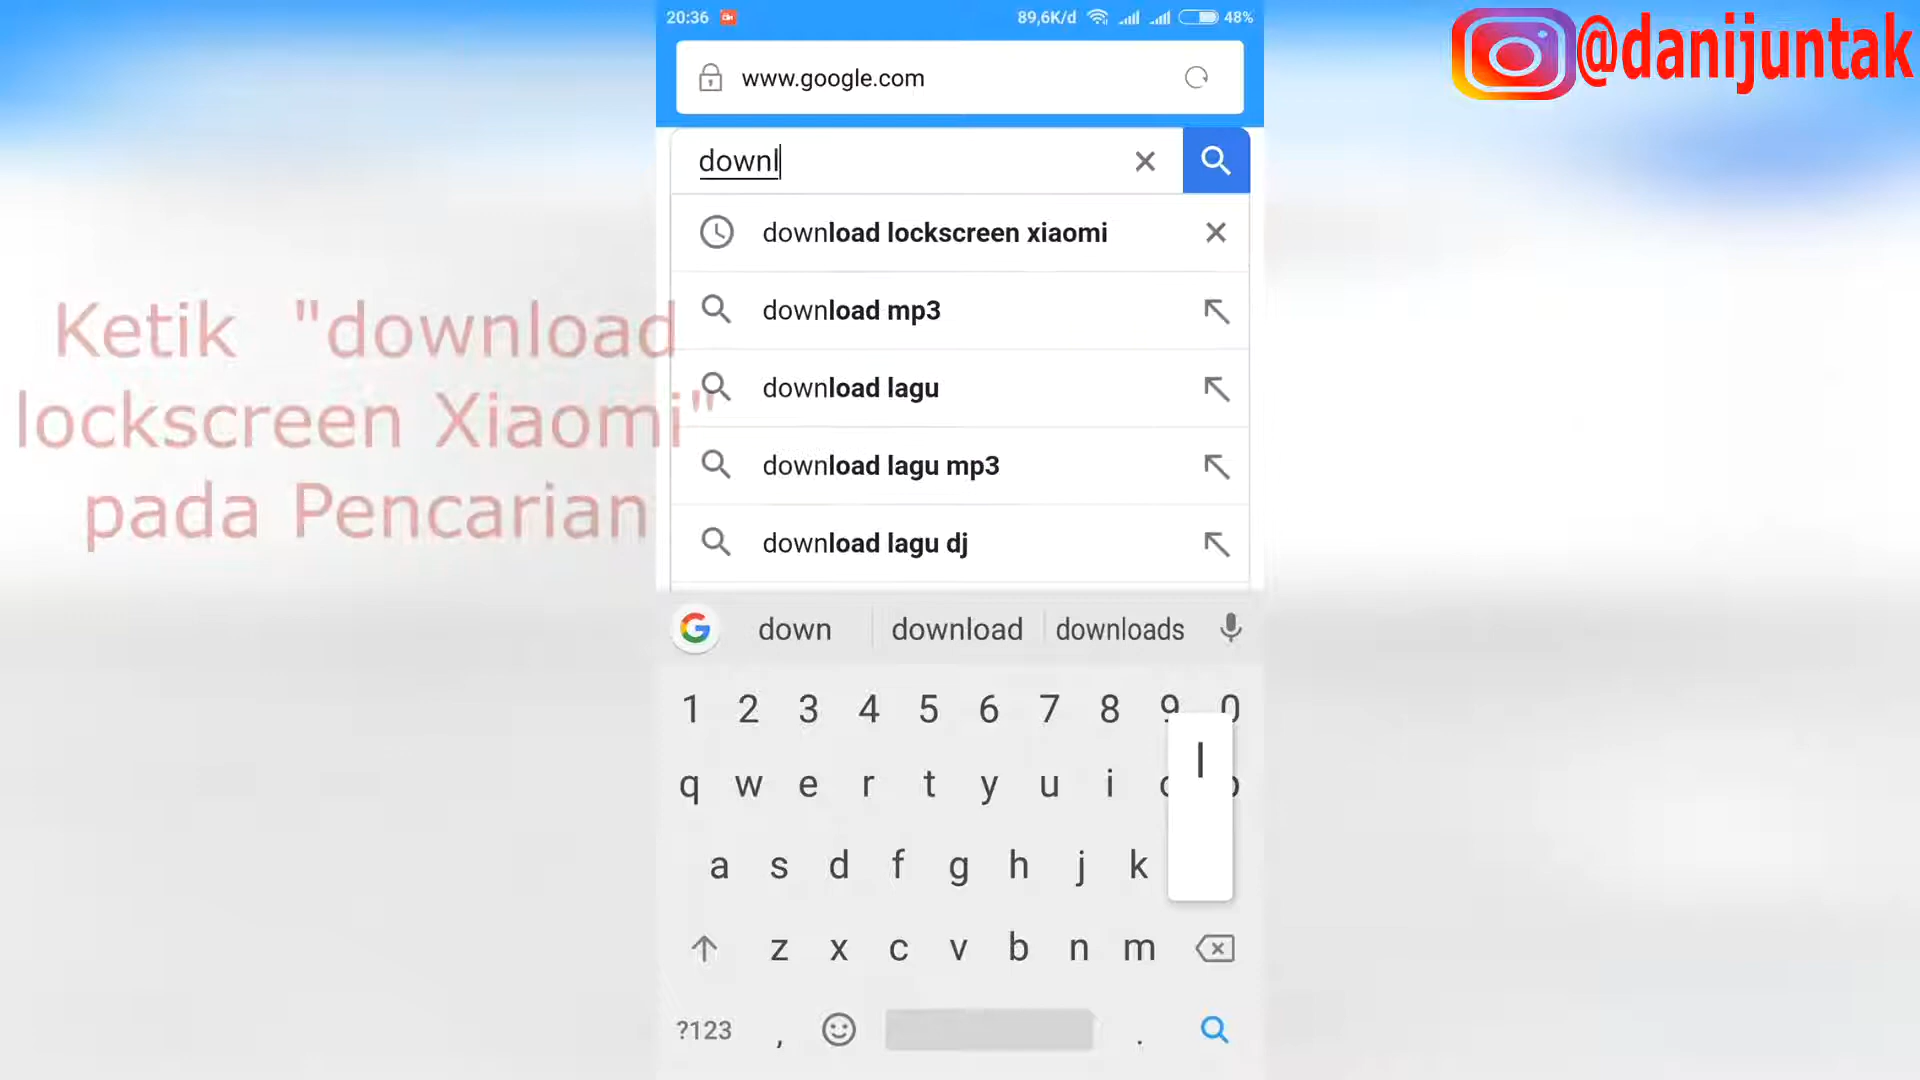 20:36
89,6K/d
48%
@danijuntak
www.google.com
downl
download lockscreen xiaomi
download mp3
download lagu
download lagu mp3
download lagu dj
Ketik "download
lockscreen Xiaomi"
pada Pencarian
down download downloads
1 2 3 4 5 6 7 8 9 0
q w e r t y u i o p
l
a s d f g h j k
z x c v b n m
?123 , .